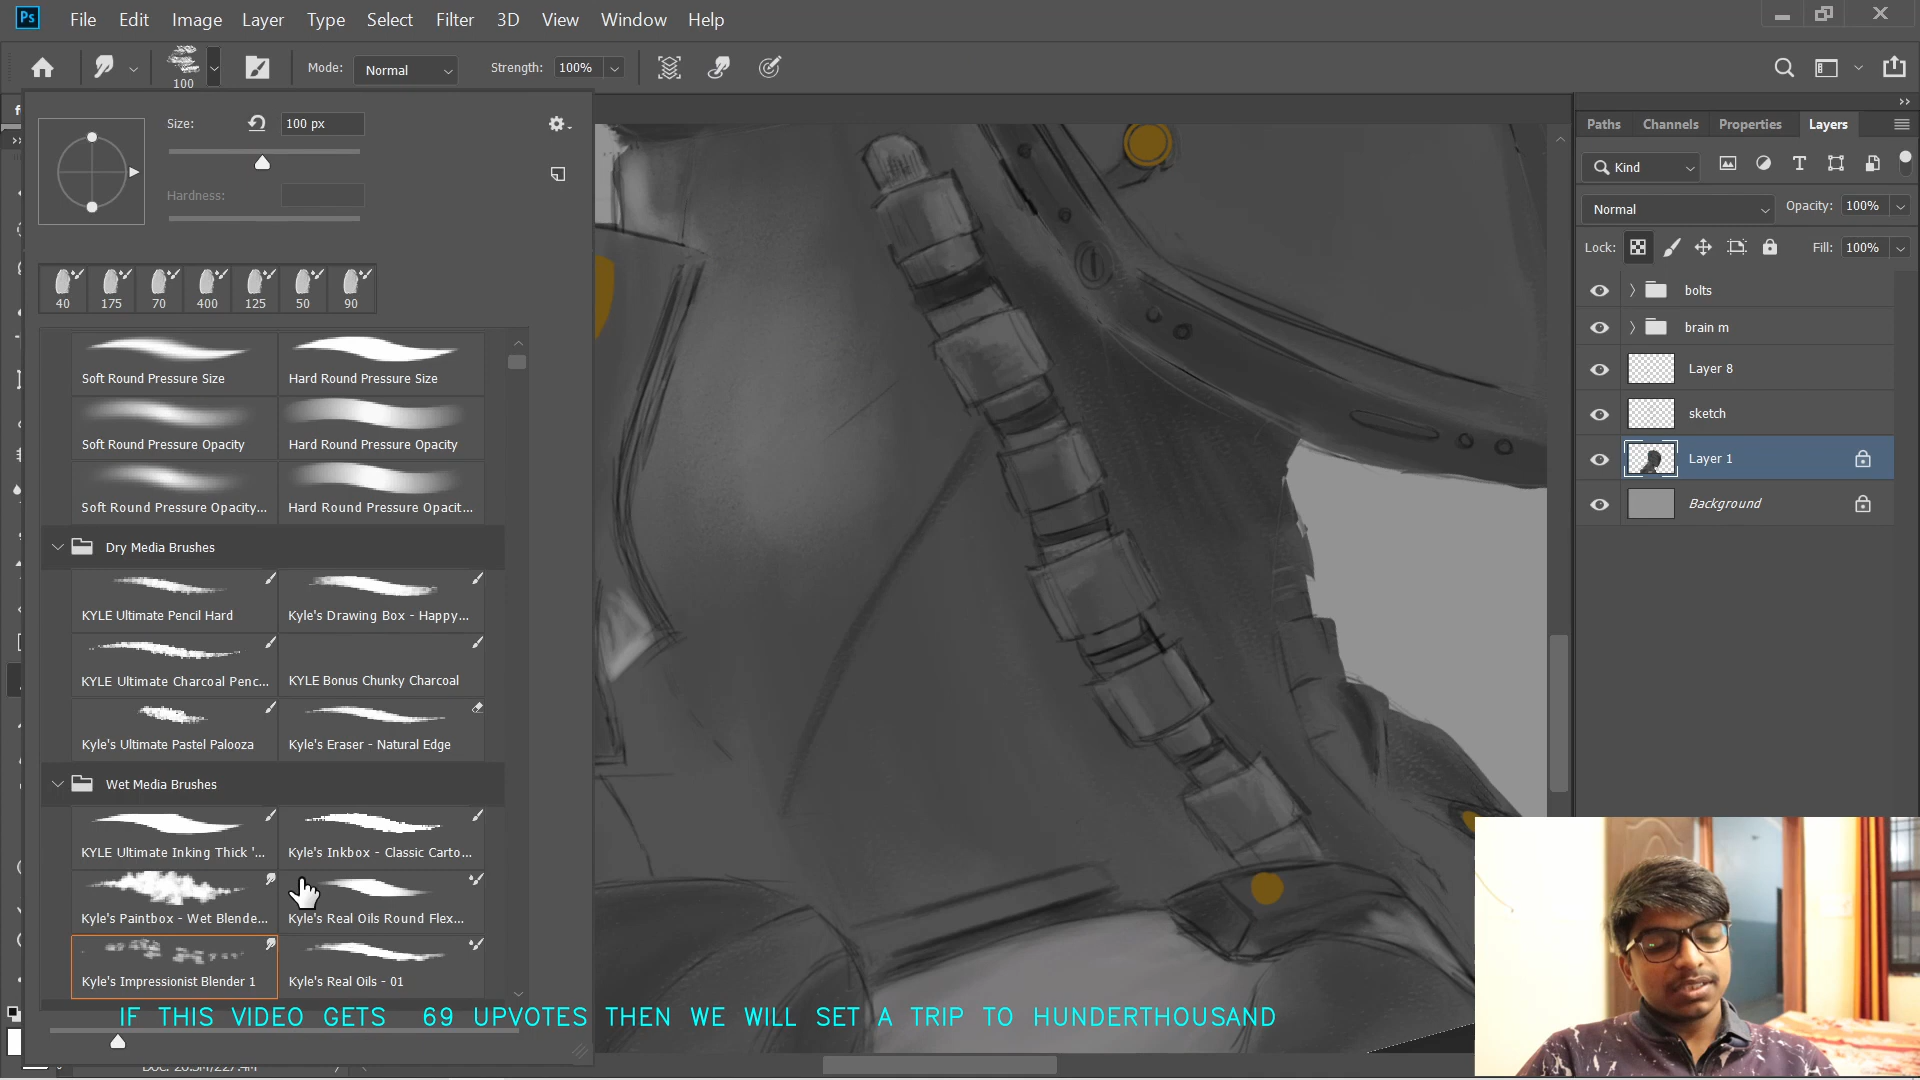 Ps File Edit Image Layer Type Select Filter 3D View Window Help
100 Mode: Normal Strength: 100%
Size: 100 px
Hardness:
40 175 70 400 125 50 90
Soft Round Pressure Size Hard Round Pressure Size
Soft Round Pressure Opacity Hard Round Pressure Opacity
Soft Round Pressure Opacity... Hard Round Pressure Opacit...
Dry Media Brushes
KYLE Ultimate Pencil Hard Kyle's Drawing Box - Happy...
KYLE Ultimate Charcoal Penc... KYLE Bonus Chunky Charcoal
Kyle's Ultimate Pastel Palooza Kyle's Eraser - Natural Edge
Wet Media Brushes
KYLE Ultimate Inking Thick '... Kyle's Inkbox - Classic Carto...
Kyle's Paintbox - Wet Blende... Kyle's Real Oils Round Flex...
Kyle's Impressionist Blender 1 Kyle's Real Oils - 01
IF THIS VIDEO GETS 69 UPVOTES THEN WE WILL SET A TRIP TO HUNDERTHOUSAND
Paths Channels Properties Layers
Kind
Normal Opacity: 100%
Lock: Fill: 100%
bolts
brain m
Layer 8
sketch
Layer 1
Background